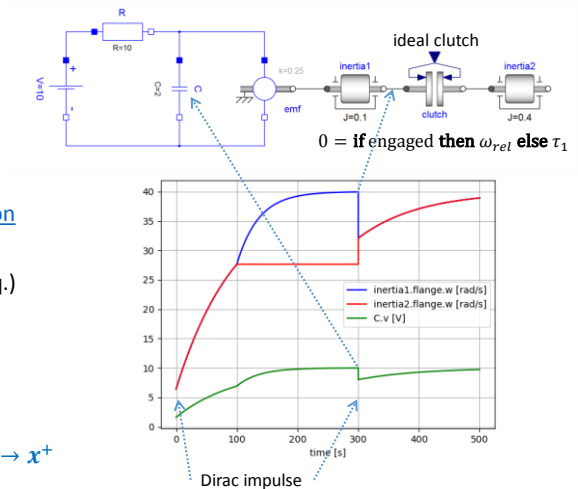 R
R=10
V=10
+
-
C=2
C
k=0.25
emf
inertia1
J=0.1
ideal clutch
clutch
inertia2
J=0.4
0 = if engaged then ω_rel else τ₁
on
.)
→ x⁺
40
35
30
25
20
15
10
5
0
inertia1.flange.w [rad/s]
inertia2.flange.w [rad/s]
C.v [V]
0 100 200 300 400 500
time [s]
Dirac impulse